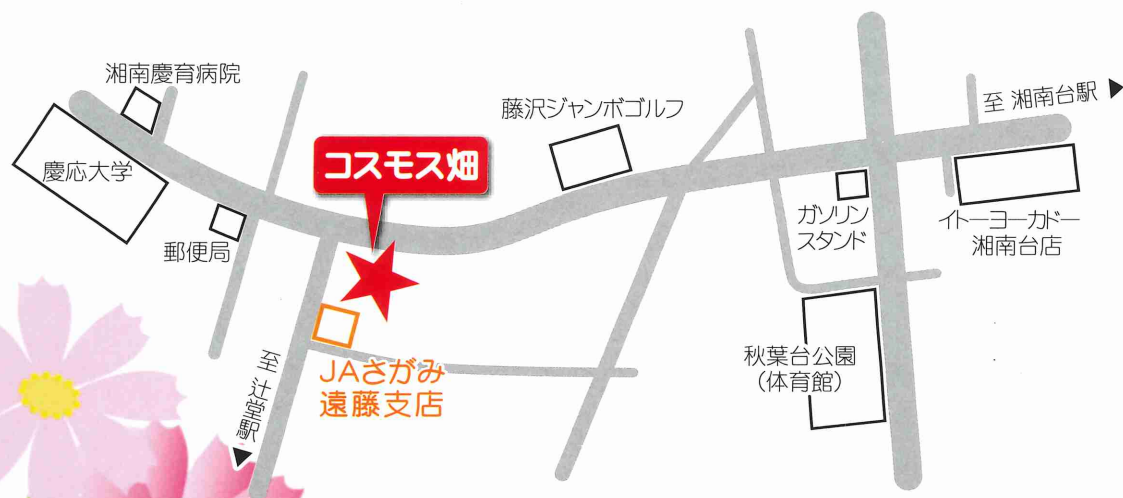 湘南慶育病院
慶応大学
郵便局
コスモス畑
JAさがみ
遠藤支店
至 辻堂駅 ▼
藤沢ジャンボゴルフ
至 湘南台駅 ▶
ガソリン
スタンド
イトーヨーカドー
湘南台店
秋葉台公園
(体育館)